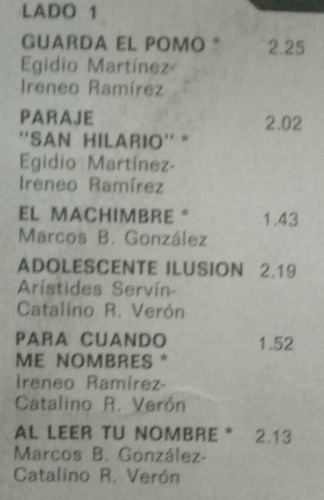 LADO 1
GUARDA EL POMO * 2.25
Egidio Martínez-
Ireneo Ramírez
PARAJE 2.02
"SAN HILARIO" *
Egidio Martínez-
Ireneo Ramírez
EL MACHIMBRE * 1.43
Marcos B. González
ADOLESCENTE ILUSION 2.19
Arístides Servín-
Catalino R. Verón
PARA CUANDO 1.52
ME NOMBRES *
Ireneo Ramírez-
Catalino R. Verón
AL LEER TU NOMBRE * 2.13
Marcos B. González-
Catalino R. Verón